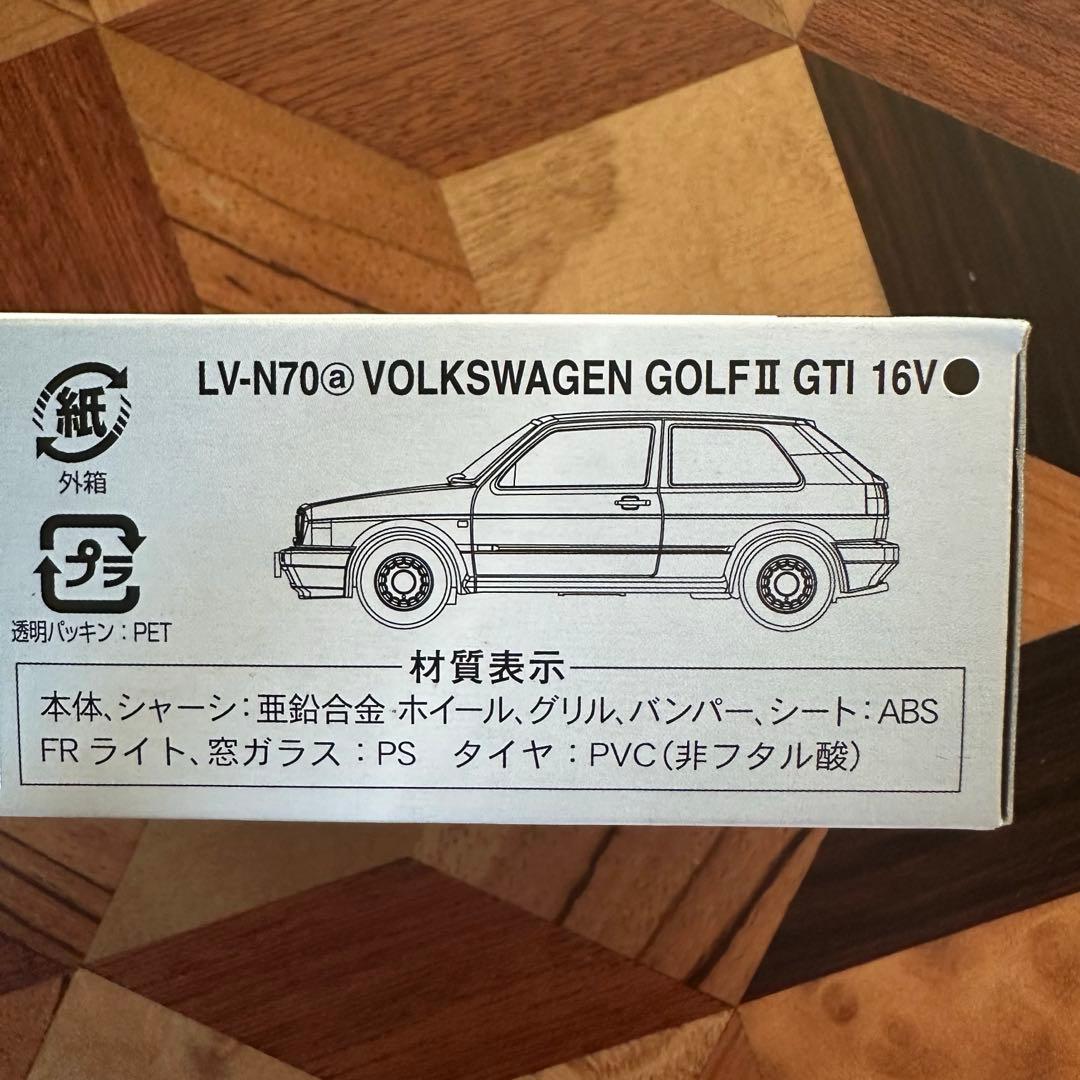 LV-N70ⓐ VOLKSWAGEN GOLFⅡ GTI 16V●
紙
外箱
プラ
透明パッキン：PET
材質表示
本体、シャーシ：亜鉛合金 ホイール、グリル、バンパー、シート：ABS
FRライト、窓ガラス：PS タイヤ：PVC（非フタル酸）